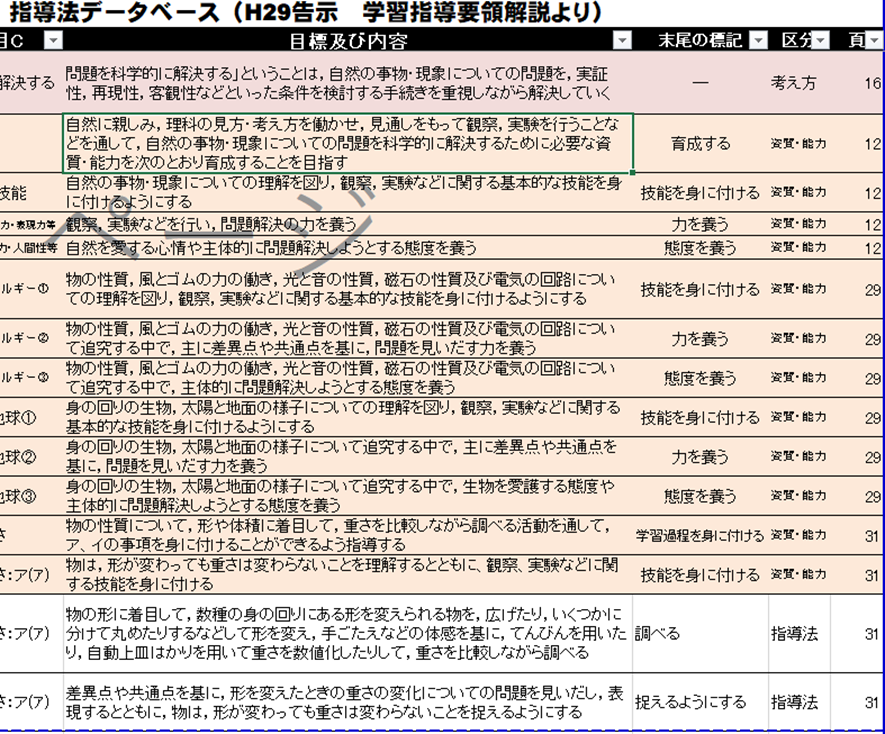 指導法データベース（H29告示　学習指導要領解説より）
目C 目標及び内容 末尾の標記 区分 頁
解決する 問題を科学的に解決する」ということは，自然の事物・現象についての問題を，実証 ― 考え方 16
性，再現性，客観性などといった条件を検討する手続きを重視しながら解決していく
自然に親しみ，理科の見方・考え方を働かせ，見通しをもって観察，実験を行うことな
どを通して，自然の事物・現象についての問題を科学的に解決するために必要な資 育成する 資質・能力 12
質・能力を次のとおり育成することを目指す
技能 自然の事物・現象についての理解を図り，観察，実験などに関する基本的な技能を身 技能を身に付ける 資質・能力 12
に付けるようにする
力・表現力等 観察，実験などを行い，問題解決の力を養う 力を養う 資質・能力 12
力・人間性等 自然を愛する心情や主体的に問題解決しようとする態度を養う 態度を養う 資質・能力 12
ページ
ルギー① 物の性質，風とゴムの力の働き，光と音の性質，磁石の性質及び電気の回路につい 技能を身に付ける 資質・能力 29
ての理解を図り，観察，実験などに関する基本的な技能を身に付けるようにする
ルギー② 物の性質，風とゴムの力の働き，光と音の性質，磁石の性質及び電気の回路につい 力を養う 資質・能力 29
て追究する中で，主に差異点や共通点を基に，問題を見いだす力を養う
ルギー③ 物の性質，風とゴムの力の働き，光と音の性質，磁石の性質及び電気の回路につい 態度を養う 資質・能力 29
て追究する中で，主体的に問題解決しようとする態度を養う
地球① 身の回りの生物，太陽と地面の様子についての理解を図り，観察，実験などに関する 技能を身に付ける 資質・能力 29
基本的な技能を身に付けるようにする
地球② 身の回りの生物，太陽と地面の様子について追究する中で，主に差異点や共通点を 力を養う 資質・能力 29
基に，問題を見いだす力を養う
地球③ 身の回りの生物，太陽と地面の様子について追究する中で，生物を愛護する態度や 態度を養う 資質・能力 29
主体的に問題解決しようとする態度を養う
さ 物の性質について，形や体積に着目して，重さを比較しながら調べる活動を通して， 学習過程を身に付ける 資質・能力 31
ア、イの事項を身に付けることができるよう指導する
さ：ア(ア) 物は，形が変わっても重さは変わらないことを理解するとともに、観察、実験などに関 技能を身に付ける 資質・能力 31
する技能を身に付ける
物の形に着目して，数種の身の回りにある形を変えられる物を，広げたり，いくつかに
さ：ア(ア) 分けて丸めたりするなどして形を変え，手ごたえなどの体感を基に，てんびんを用いた 調べる 指導法 31
り，自動上皿はかりを用いて重さを数値化したりして，重さを比較しながら調べる
さ：ア(ア) 差異点や共通点を基に，形を変えたときの重さの変化についての問題を見いだし，表 捉えるようにする 指導法 31
現するとともに，物は，形が変わっても重さは変わらないことを捉えるようにする